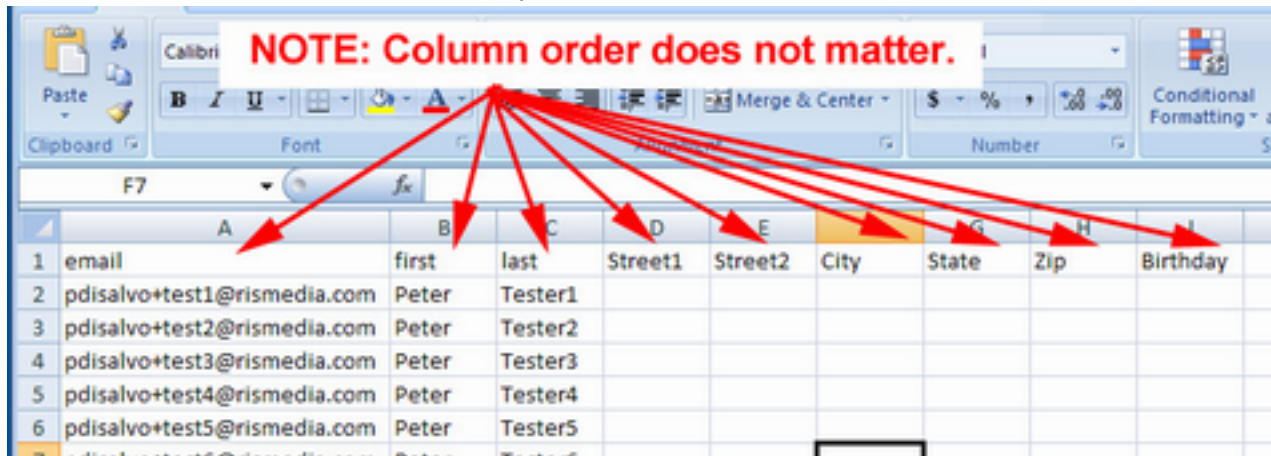 NOTE: Column order does not matter.
Calibri
Paste
B I U A Merge & Center $ % , .00 Conditional
Formatting
Clipboard Font Alignment Number
F7 fx
A B C D E G H I
1 email first last Street1 Street2 City State Zip Birthday
2 pdisalvo+test1@rismedia.com Peter Tester1
3 pdisalvo+test2@rismedia.com Peter Tester2
4 pdisalvo+test3@rismedia.com Peter Tester3
5 pdisalvo+test4@rismedia.com Peter Tester4
6 pdisalvo+test5@rismedia.com Peter Tester5